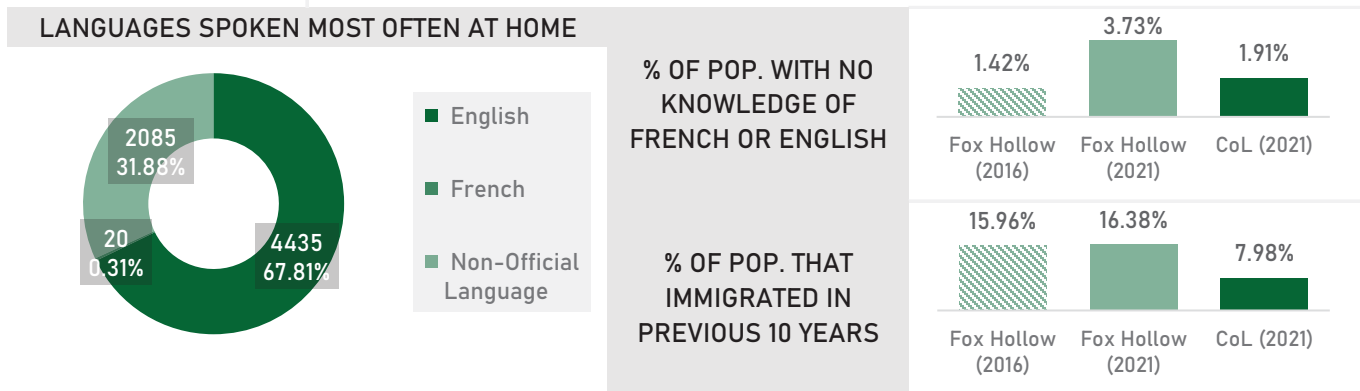 LANGUAGES SPOKEN MOST OFTEN AT HOME
2085
31.88%
20
0.31%
4435
67.81%
English
French
Non-Official
Language
% OF POP. WITH NO
KNOWLEDGE OF
FRENCH OR ENGLISH
1.42%
3.73%
1.91%
Fox Hollow
(2016)
Fox Hollow
(2021)
CoL (2021)
% OF POP. THAT
IMMIGRATED IN
PREVIOUS 10 YEARS
15.96%
16.38%
7.98%
Fox Hollow
(2016)
Fox Hollow
(2021)
CoL (2021)